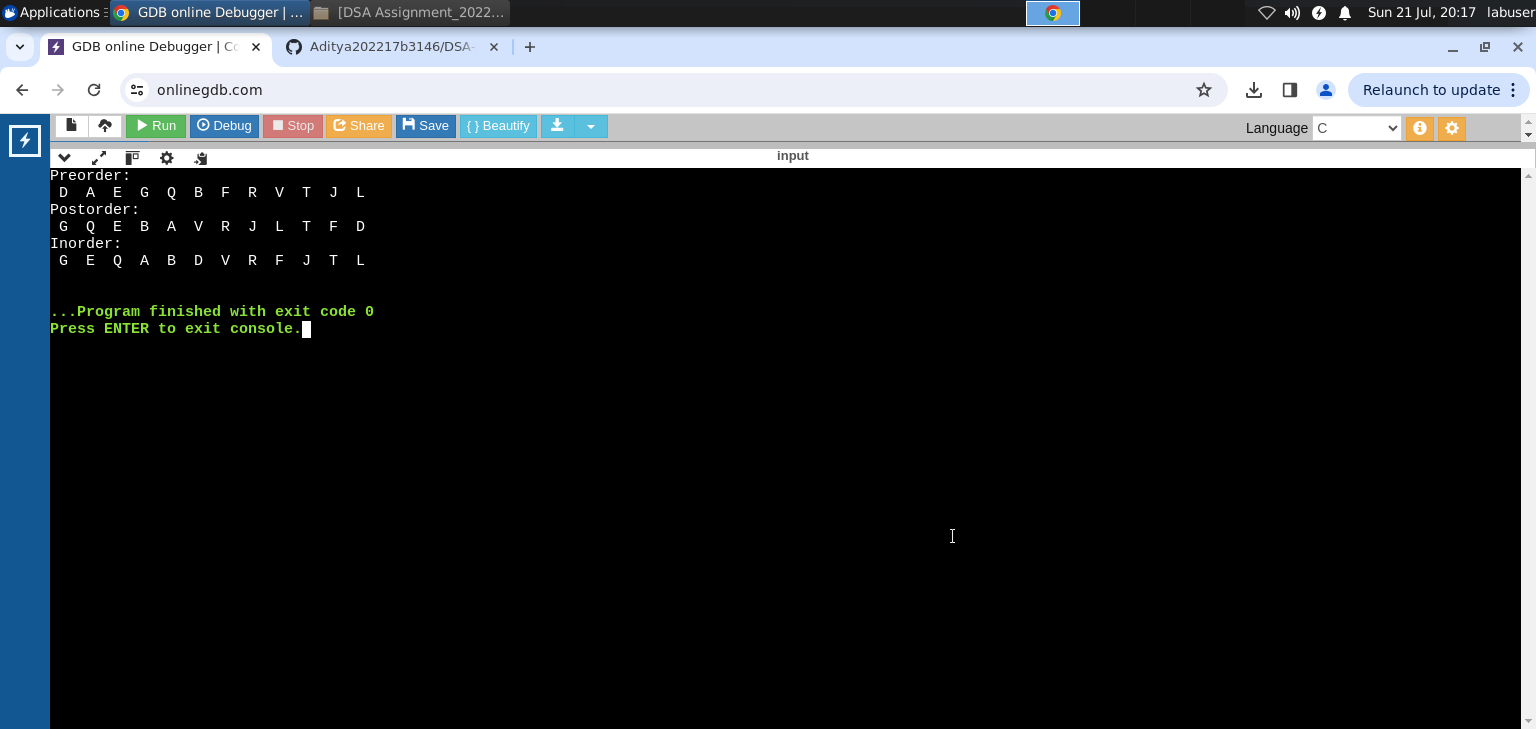 Applications GDB online Debugger | ... [DSA Assignment_2022... Sun 21 Jul, 20:17 labuser
GDB online Debugger | Co Aditya202217b3146/DSA-
onlinegdb.com Relaunch to update
Run Debug Stop Share Save { } Beautify Language C
input
Preorder:
D A E G Q B F R V T J L
Postorder:
G Q E B A V R J L T F D
Inorder:
G E Q A B D V R F J T L
...Program finished with exit code 0
Press ENTER to exit console.